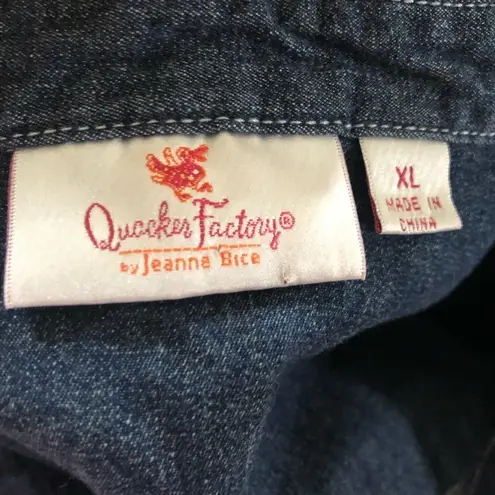 Quacker Factory®
by Jeanna Bice
XL
MADE IN
CHINA